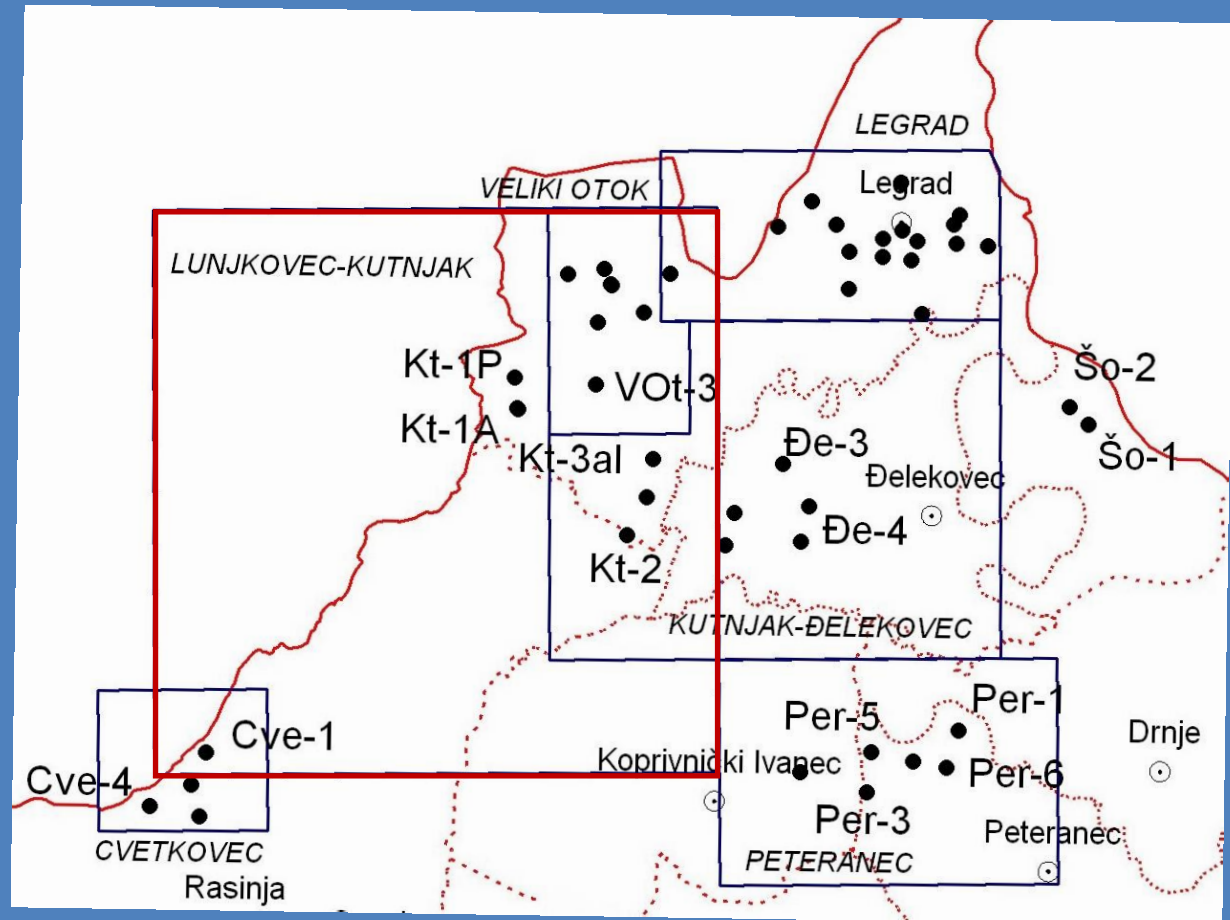 LEGRAD
Legrad
VELIKI OTOK
LUNJKOVEC-KUTNJAK
Kt-1P
VOt-3
Šo-2
Kt-1A
Kt-3al
Đe-3
Šo-1
Đelekovec
Đe-4
Kt-2
KUTNJAK-ĐELEKOVEC
Per-1
Per-5
Cve-1
Drnje
Koprivnički Ivanec
Per-6
Cve-4
Per-3
Peteranec
CVETKOVEC
PETERANEC
Rasinja